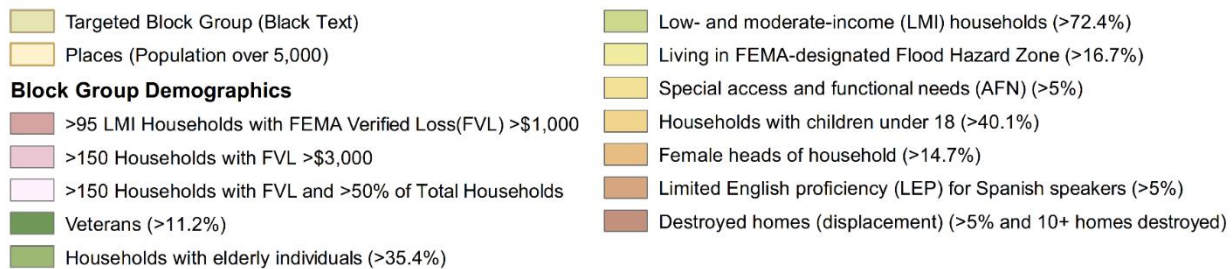 Targeted Block Group (Black Text)
Places (Population over 5,000)
Block Group Demographics
>95 LMI Households with FEMA Verified Loss(FVL) >$1,000
>150 Households with FVL >$3,000
>150 Households with FVL and >50% of Total Households
Veterans (>11.2%)
Households with elderly individuals (>35.4%)
Low- and moderate-income (LMI) households (>72.4%)
Living in FEMA-designated Flood Hazard Zone (>16.7%)
Special access and functional needs (AFN) (>5%)
Households with children under 18 (>40.1%)
Female heads of household (>14.7%)
Limited English proficiency (LEP) for Spanish speakers (>5%)
Destroyed homes (displacement) (>5% and 10+ homes destroyed)